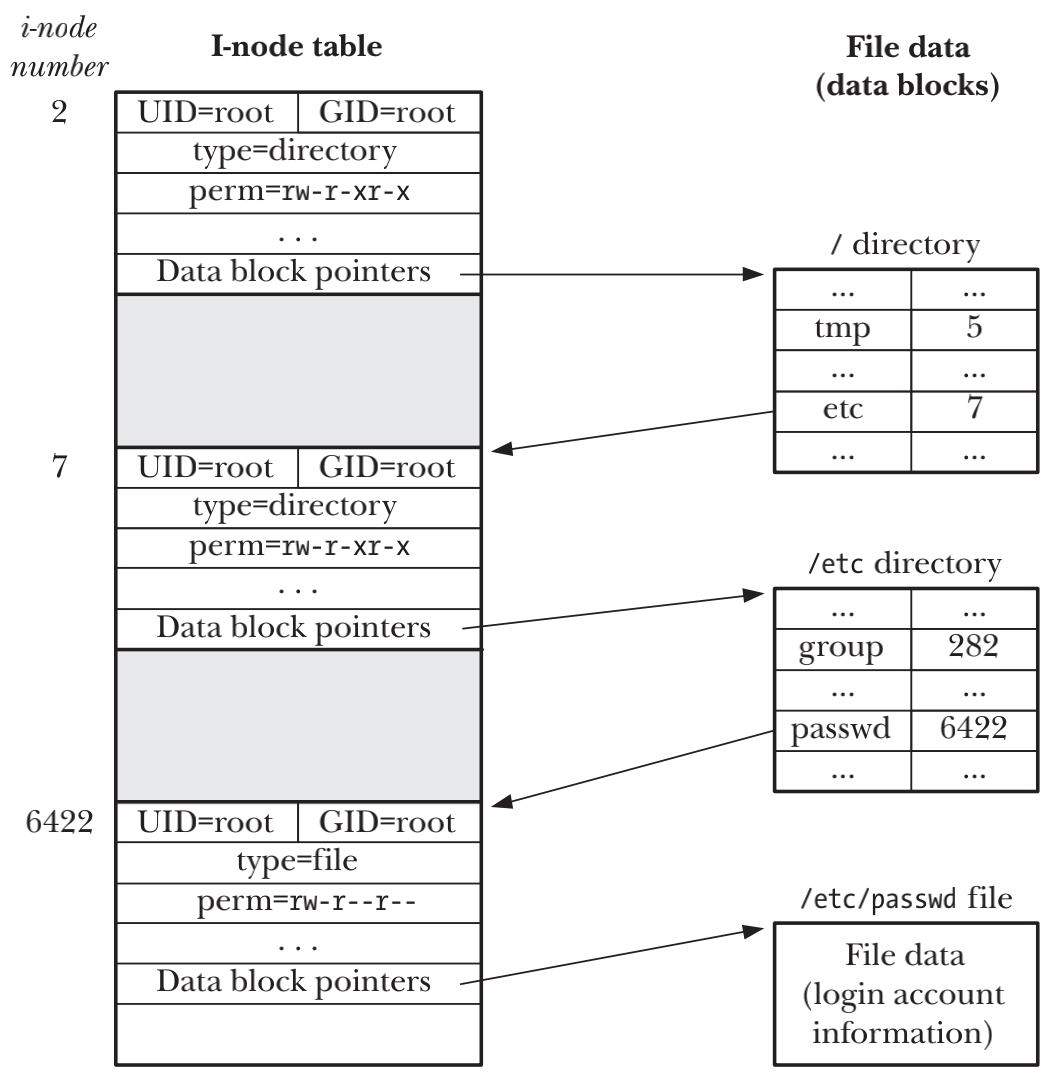 i-node
number
I-node table
File data
(data blocks)
2
UID=root GID=root
type=directory
perm=rw-r-xr-x
...
Data block pointers
/ directory
... ...
tmp 5
... ...
etc 7
... ...
7
UID=root GID=root
type=directory
perm=rw-r-xr-x
...
Data block pointers
/etc directory
... ...
group 282
... ...
passwd 6422
... ...
6422
UID=root GID=root
type=file
perm=rw-r--r--
...
Data block pointers
/etc/passwd file
File data
(login account
information)